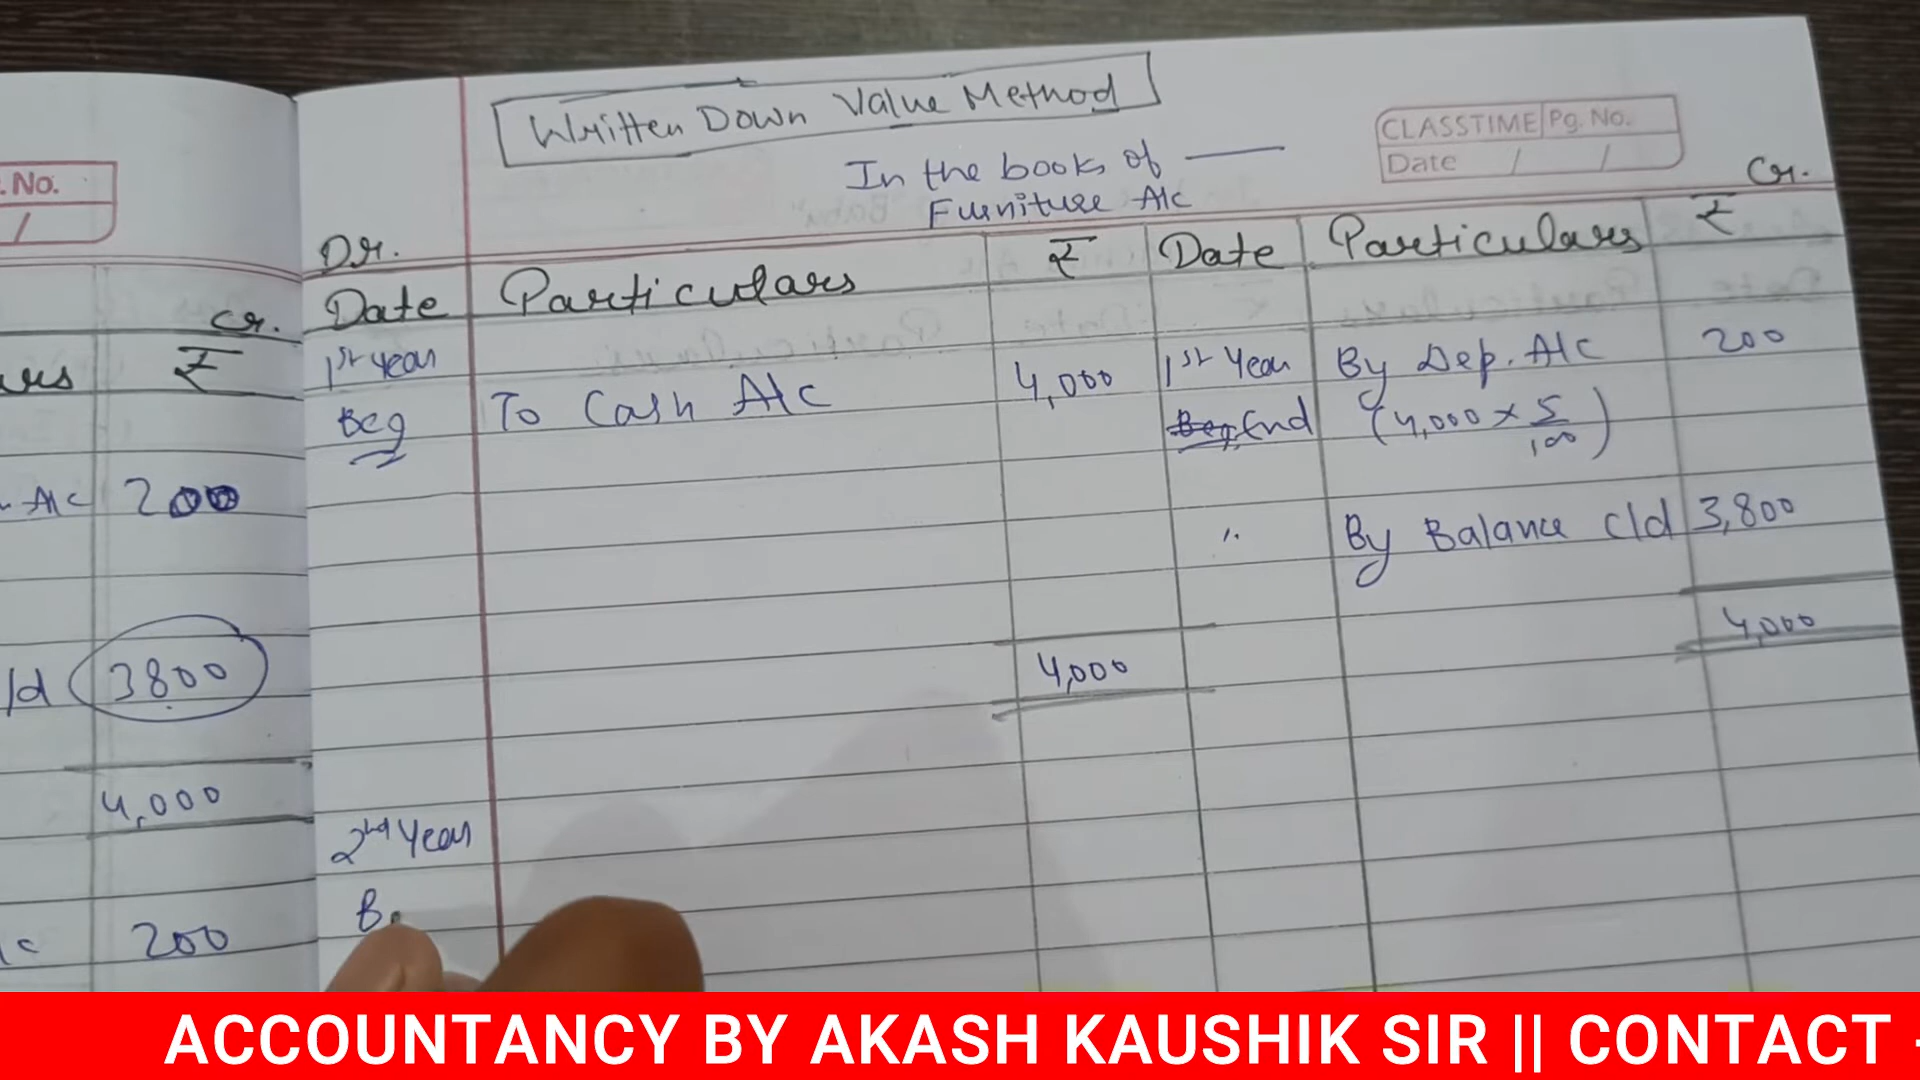 . No.
/
cr.
₹
Alc 200
/d 3800
4,000
c 200
Written Down Value Method
CLASSTIME Pg. No.
Date / /
In the books of ——
Furniture A/c
Dr. Cr.
Date Particulars ₹ Date Particulars ₹
1st Year To Cash A/c 4,000 1st Year By Dep. A/c 200
Beg End (4,000 × 5/100)
〃 By Balance c/d 3,800
4,000 4,000
2nd Year
B
ACCOUNTANCY BY AKASH KAUSHIK SIR || CONTACT -